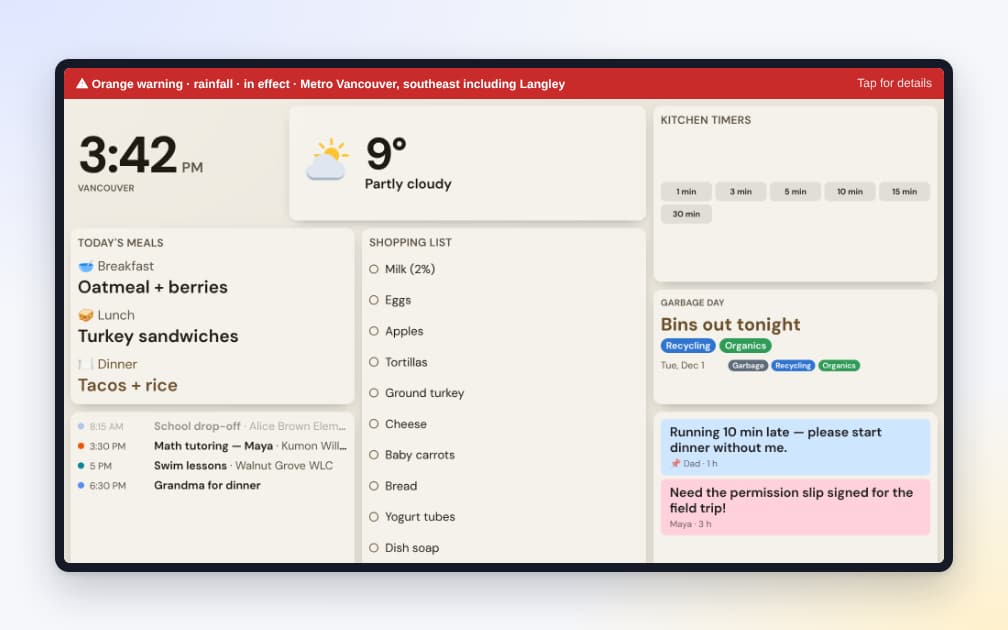 Orange warning · rainfall · in effect · Metro Vancouver, southeast including Langley
Tap for details
3:42 PM
VANCOUVER
9°
Partly cloudy
KITCHEN TIMERS
1 min
3 min
5 min
10 min
15 min
30 min
TODAY'S MEALS
Breakfast
Oatmeal + berries
Lunch
Turkey sandwiches
Dinner
Tacos + rice
SHOPPING LIST
Milk (2%)
Eggs
Apples
Tortillas
Ground turkey
Cheese
Baby carrots
Bread
Yogurt tubes
Dish soap
GARBAGE DAY
Bins out tonight
Recycling Organics
Tue, Dec 1 Garbage Recycling Organics
8:15 AM School drop-off · Alice Brown Elem…
3:30 PM Math tutoring — Maya · Kumon Will…
5 PM Swim lessons · Walnut Grove WLC
6:30 PM Grandma for dinner
Running 10 min late — please start
dinner without me.
Dad · 1 h
Need the permission slip signed for the
field trip!
Maya · 3 h